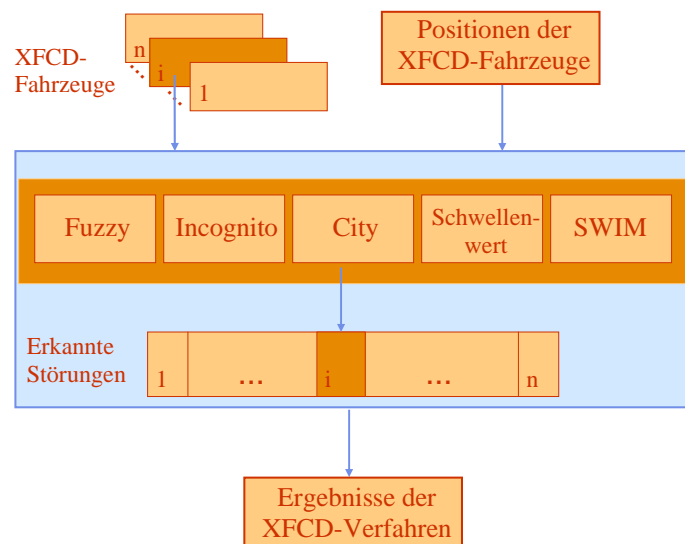 XFCD-
Fahrzeuge
n
i
1
Positionen der
XFCD-Fahrzeuge
Fuzzy
Incognito
City
Schwellen-
wert
SWIM
Erkannte
Störungen
1
...
i
...
n
Ergebnisse der
XFCD-Verfahren